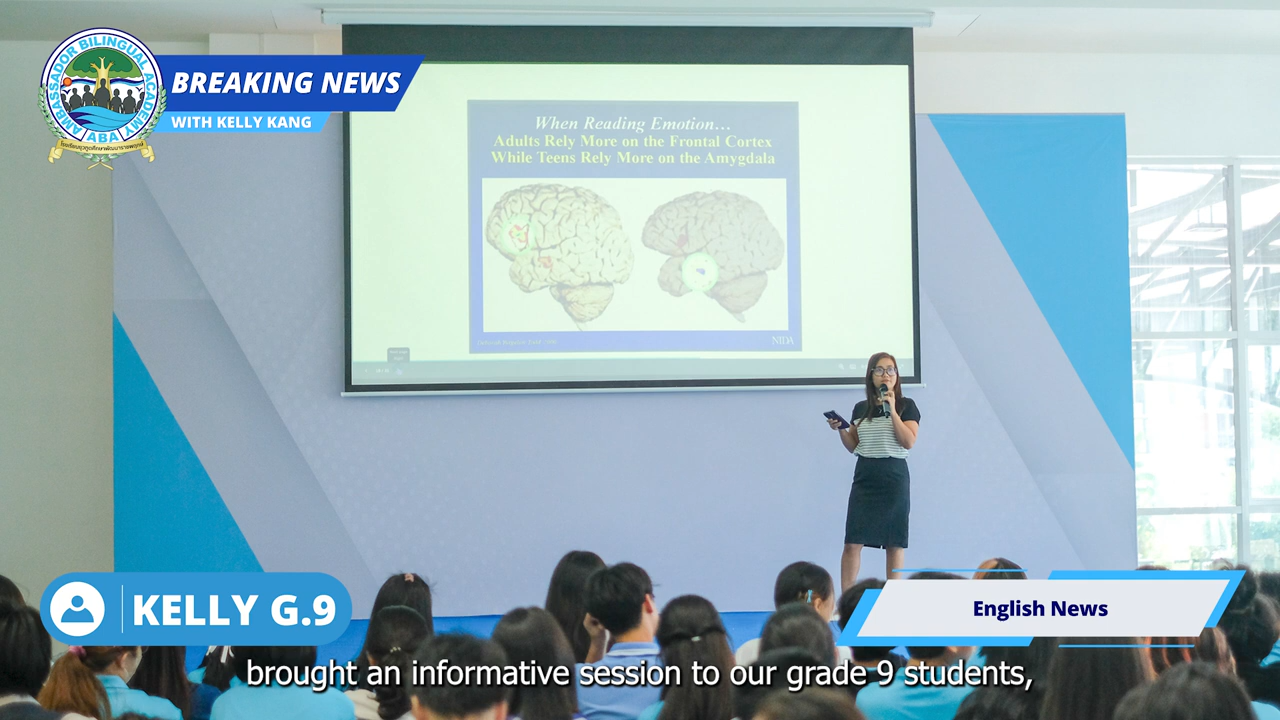 AMBASSADOR BILINGUAL ACADEMY
ABA
BREAKING NEWS
WITH KELLY KANG
When Reading Emotion...
Adults Rely More on the Frontal Cortex
While Teens Rely More on the Amygdala
NIDA
KELLY G.9
English News
brought an informative session to our grade 9 students,